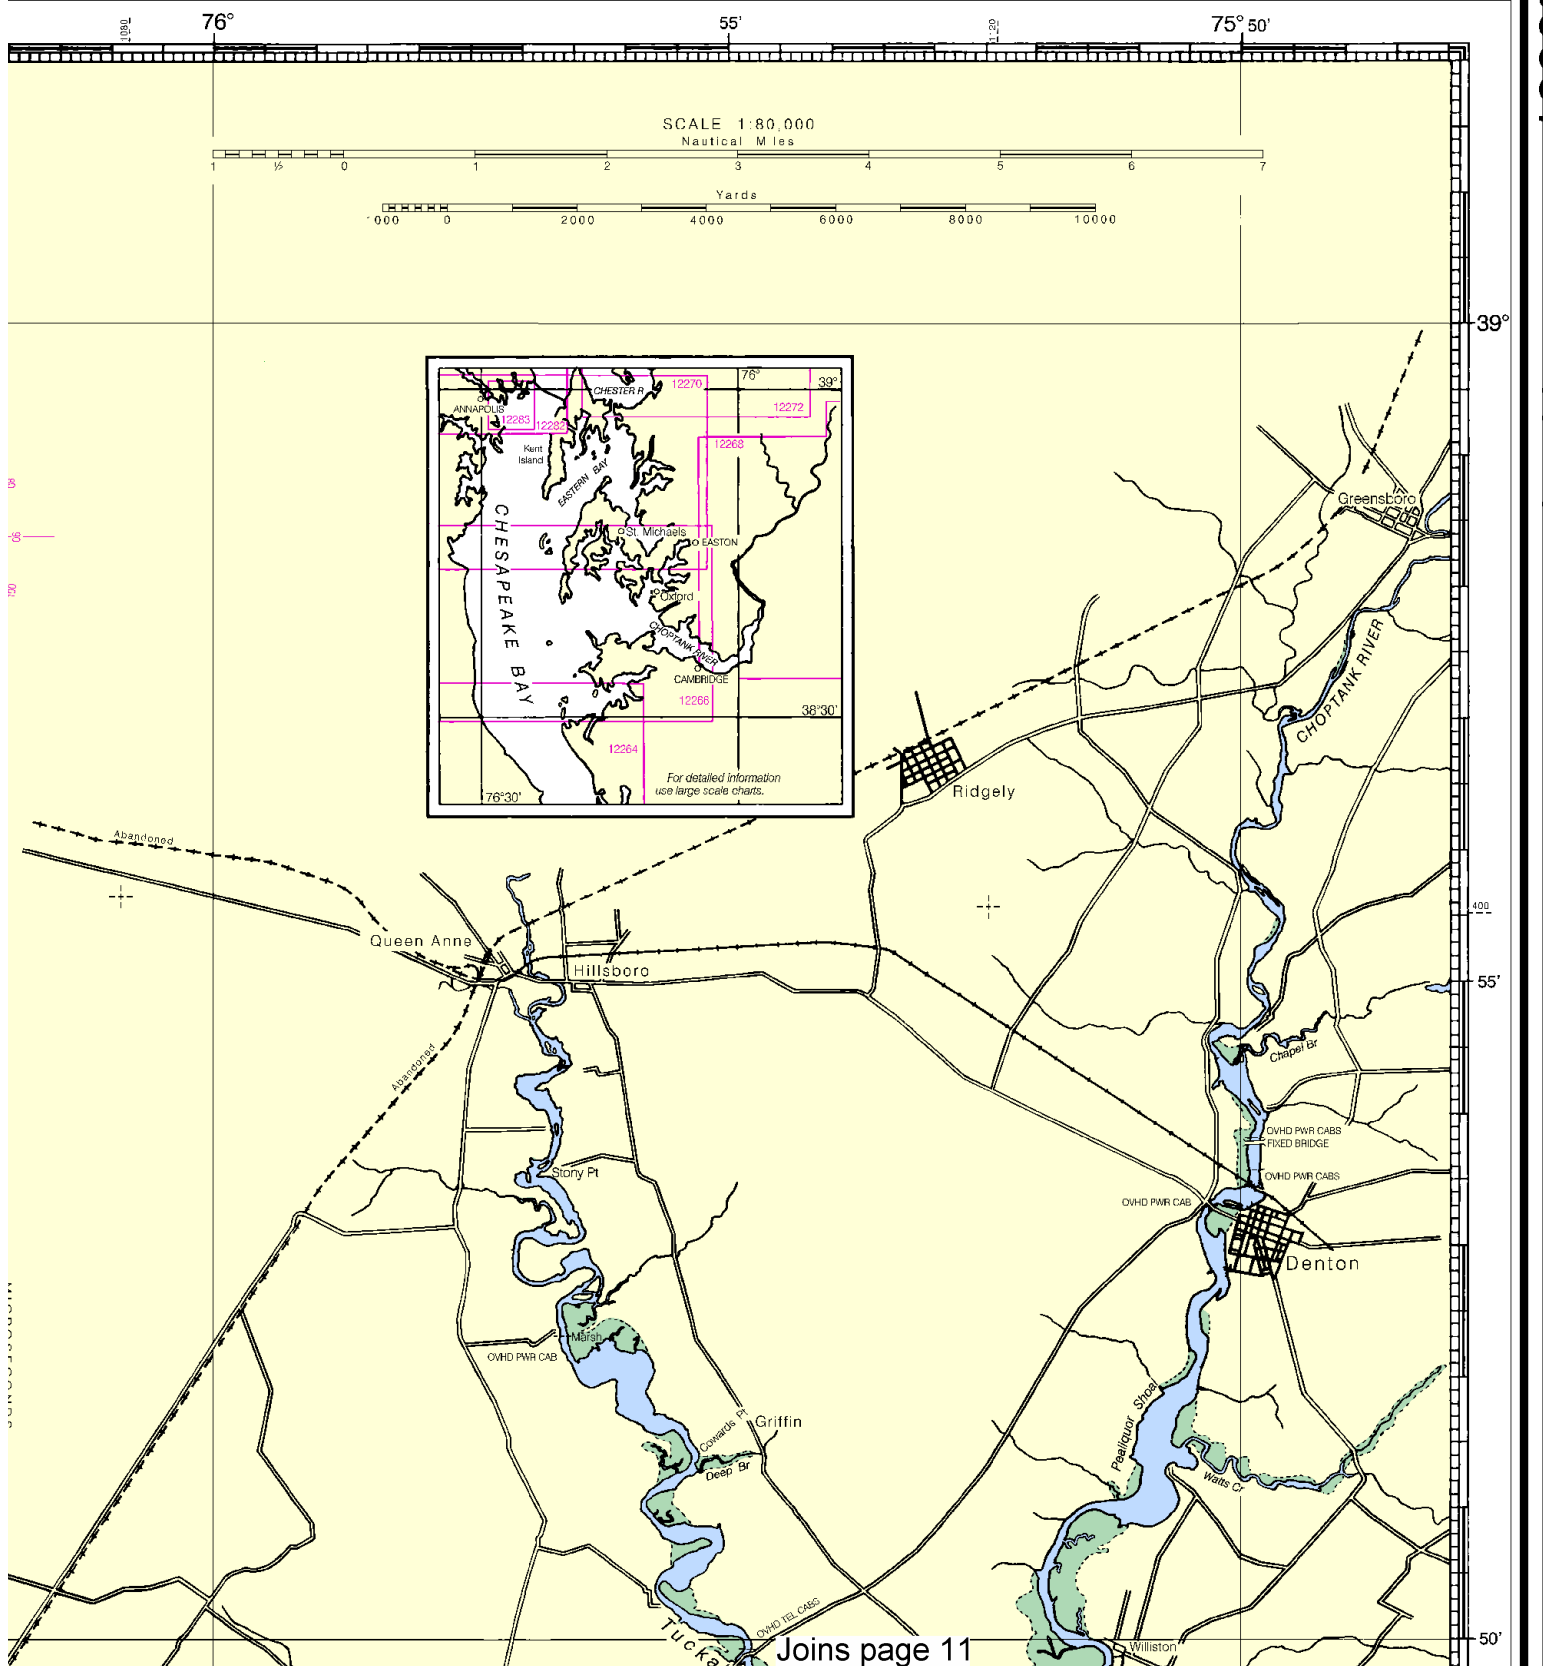 76°
1080
55'
1120
75° 50'
SCALE 1:80,000
Nautical M les
1 ½ 0 1 2 3 4 5 6 7
Yards
000 0 2000 4000 6000 8000 10000
39°
76°
39°
CHESTER R
12270
12272
ANNAPOLIS
12283
12282
12268
Kent
Island
EASTERN BAY
CHESAPEAKE BAY
St. Michaels
EASTON
Oxford
CHOPTANK RIVER
CAMBRIDGE
12266
38°30'
12264
For detailed information
use large scale charts.
76°30'
Greensboro
CHOPTANK RIVER
Ridgely
Abandoned
400
Queen Anne
Hillsboro
55'
Abandoned
Chapel Br
OVHD PWR CABS
FIXED BRIDGE
OVHD PWR CABS
OVHD PWR CAB
Stony Pt
Denton
Marsh
OVHD PWR CAB
Pealiquor Shoal
Cowards Pt
Griffin
Deep Br
Watts Cr
OVHD TEL CABS
Tucka
Joins page 11
Williston
50'